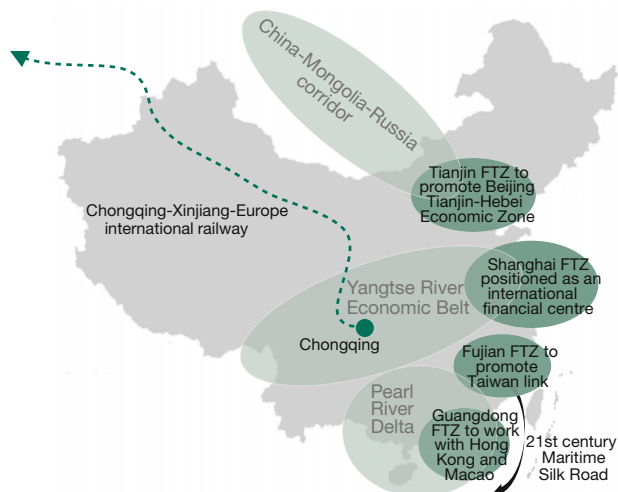 China-Mongolia-Russia
corridor
Tianjin FTZ to
promote Beijing
Tianjin-Hebei
Economic Zone
Chongqing-Xinjiang-Europe
international railway
Shanghai FTZ
positioned as an
international
financial centre
Yangtse River
Economic Belt
Chongqing
Fujian FTZ to
promote
Taiwan link
Pearl
River
Delta
Guangdong
FTZ to work
with Hong
Kong and
Macao
21st century
Maritime
Silk Road